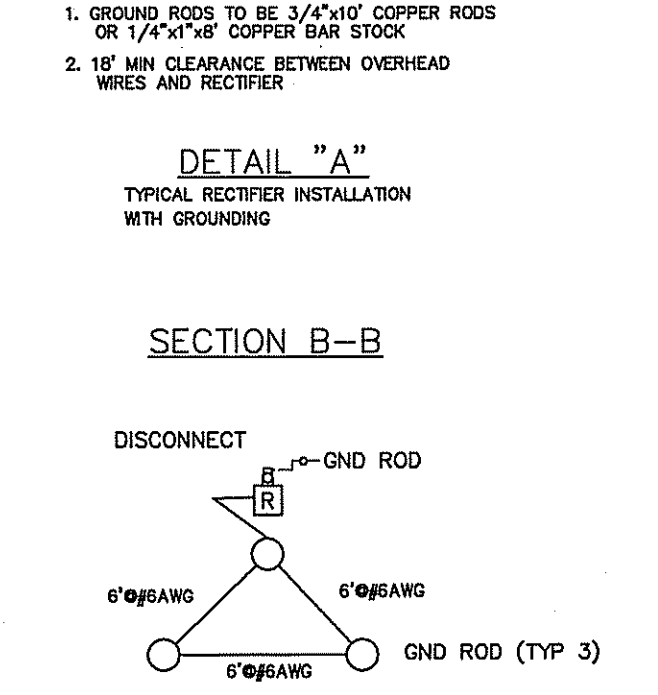 1. GROUND RODS TO BE 3/4"x10' COPPER RODS
OR 1/4"x1"x8' COPPER BAR STOCK
2. 18' MIN CLEARANCE BETWEEN OVERHEAD
WIRES AND RECTIFIER
DETAIL "A"
TYPICAL RECTIFIER INSTALLATION
WITH GROUNDING
SECTION B-B
DISCONNECT
GND ROD
R
6'@#6AWG
6'@#6AWG
GND ROD (TYP 3)
6'@#6AWG